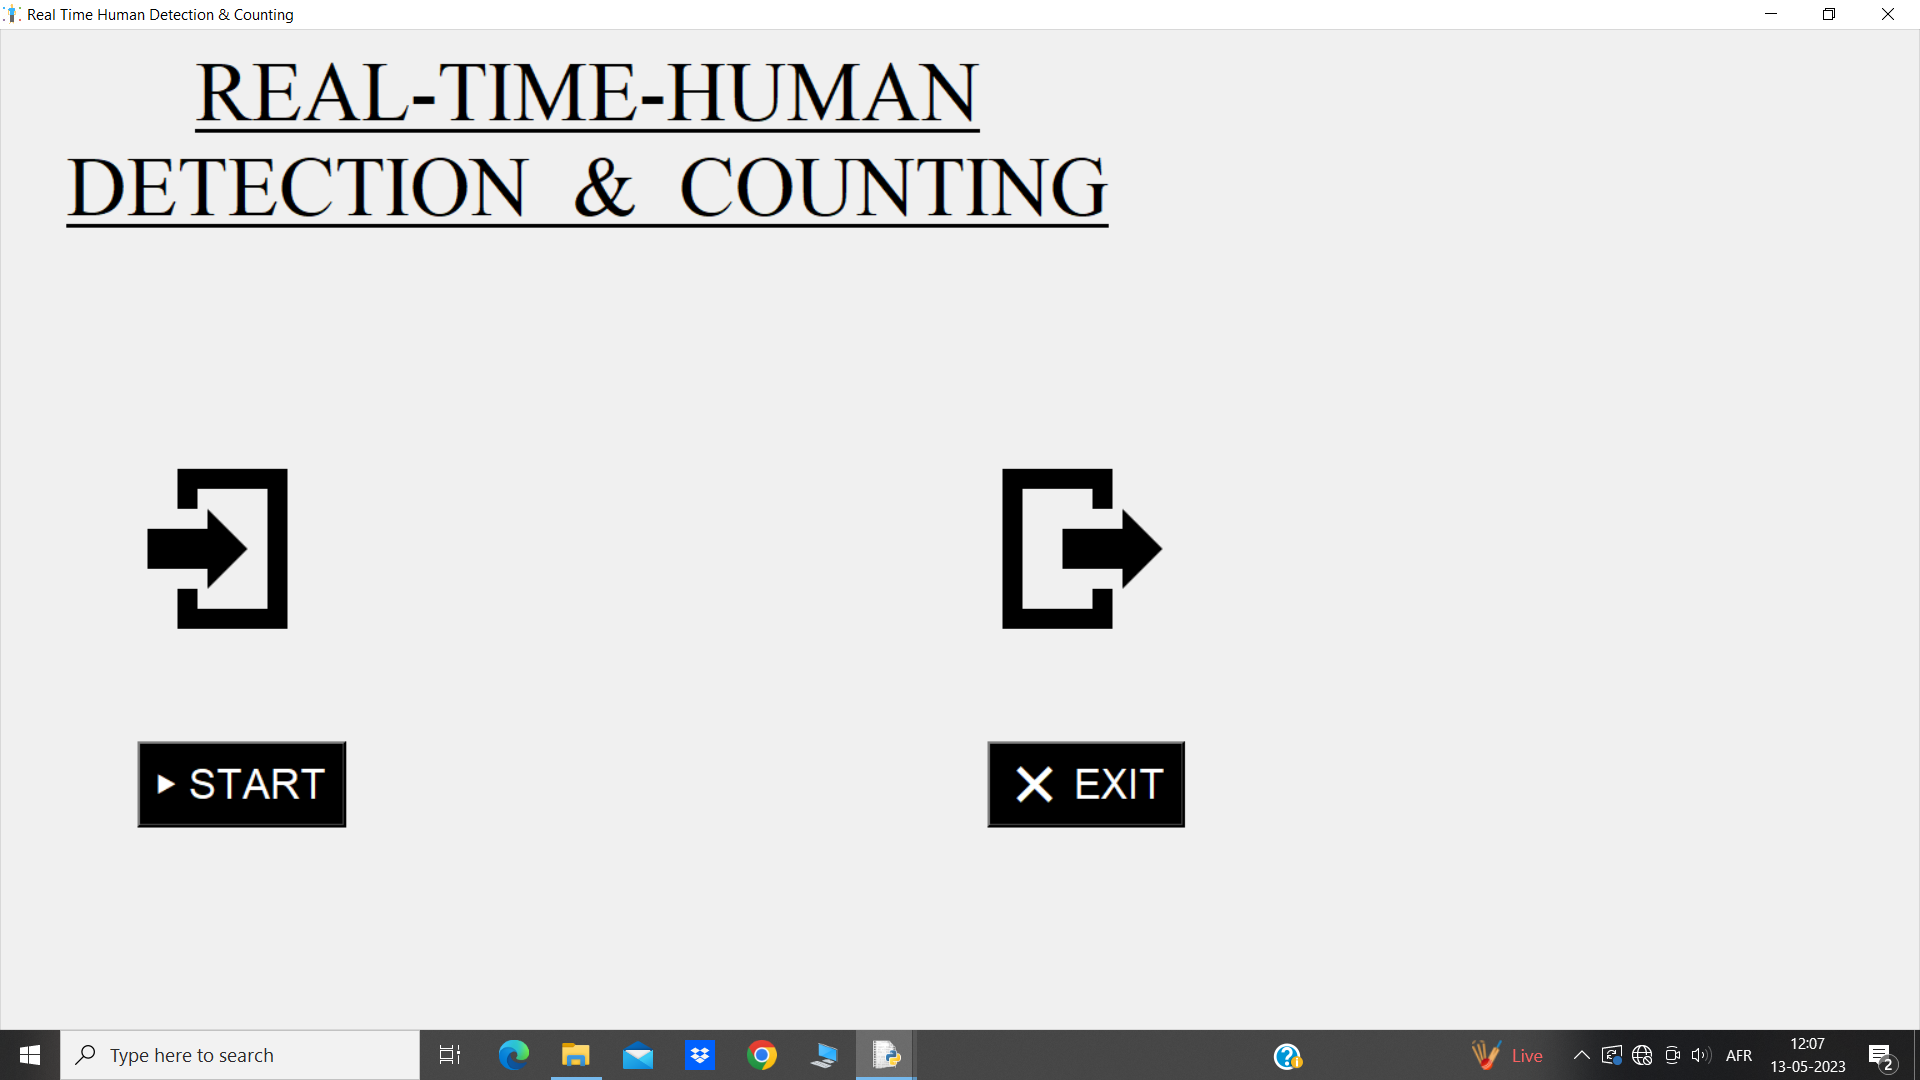 Real Time Human Detection & Counting
REAL-TIME-HUMAN
DETECTION & COUNTING
START
EXIT
Type here to search
Live
AFR
12:07
13-05-2023
2